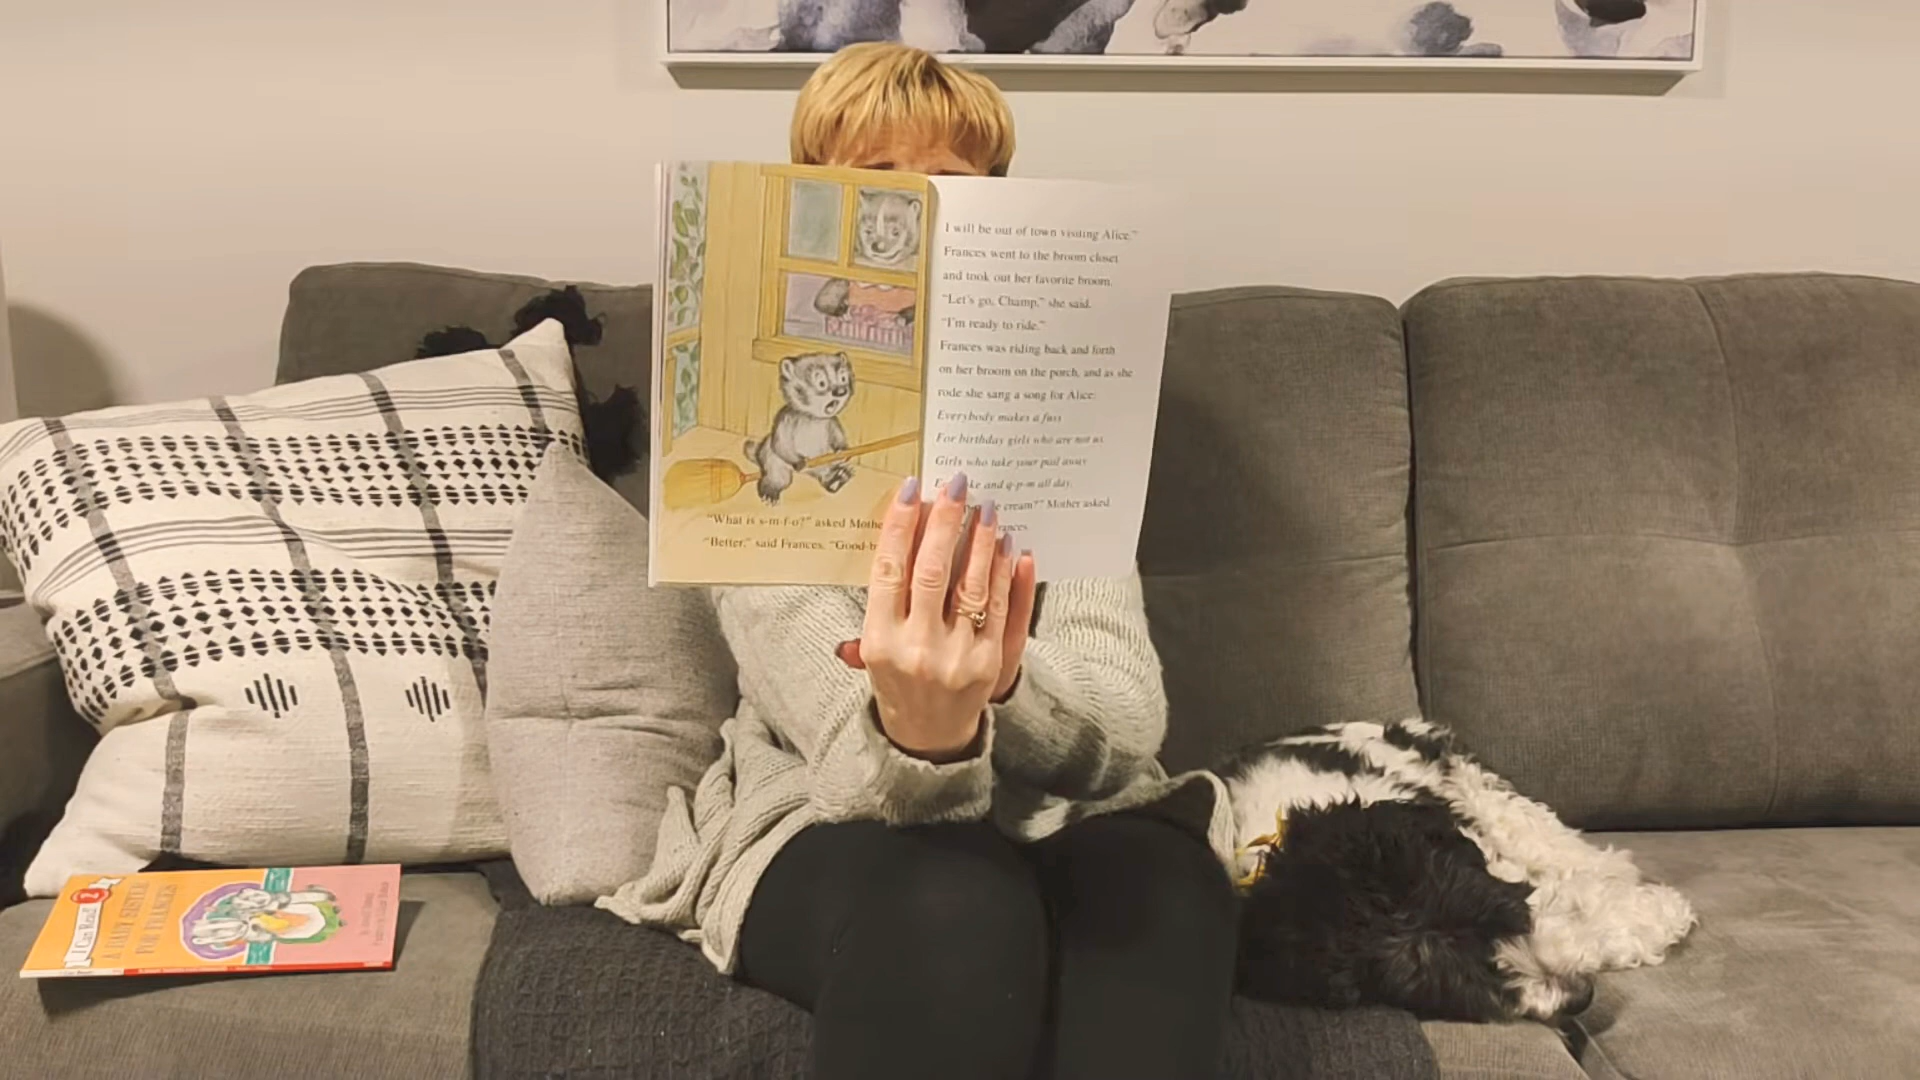 "What is s-m-f-o?" asked Mothe
"Better," said Frances. "Good-b
I will be out of town visiting Alice."
Frances went to the broom closet
and took out her favorite broom.
"Let's go, Champ," she said.
"I'm ready to ride."
Frances was riding back and forth
on her broom on the porch, and as she
rode she sang a song for Alice:
Everybody makes a fuss
For birthday girls who are not us.
Girls who take your pail away
ke and q-p-m all day.
cream?" Mother asked
rances.
I Can Read!
2
A BABY SISTER
FOR FRANCES